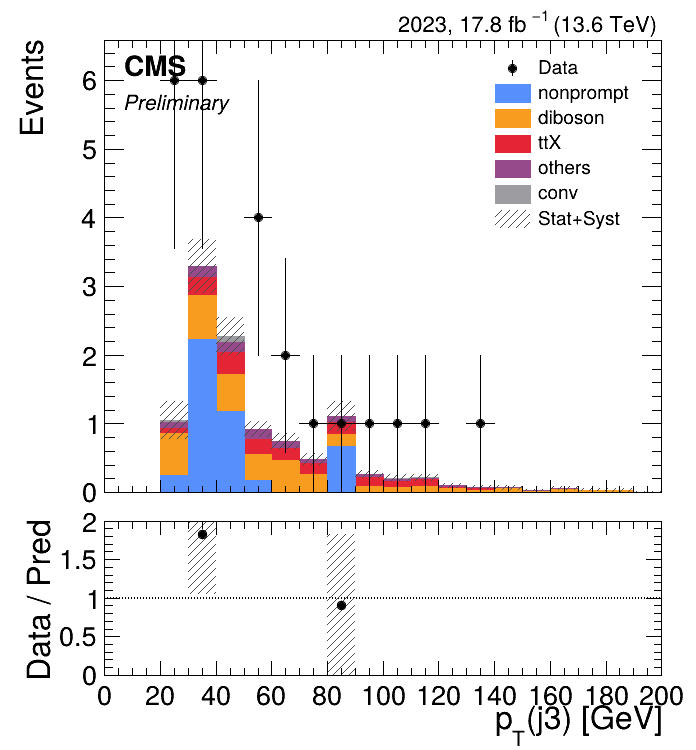 2023, 17.8 fb⁻¹ (13.6 TeV)
Events
CMS
Preliminary
Data
nonprompt
diboson
ttX
others
conv
Stat+Syst
6
5
4
3
2
1
0
Data / Pred
2
1.5
1
0.5
0
0 20 40 60 80 100 120 140 160 180 200
p_T(j3) [GeV]